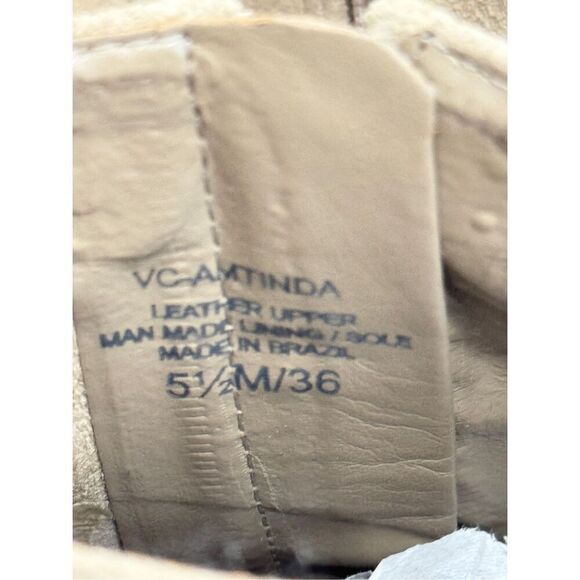 VC-AMTINDA
LEATHER UPPER
MAN MADE LINING / SOLE
MADE IN BRAZIL
5½M/36